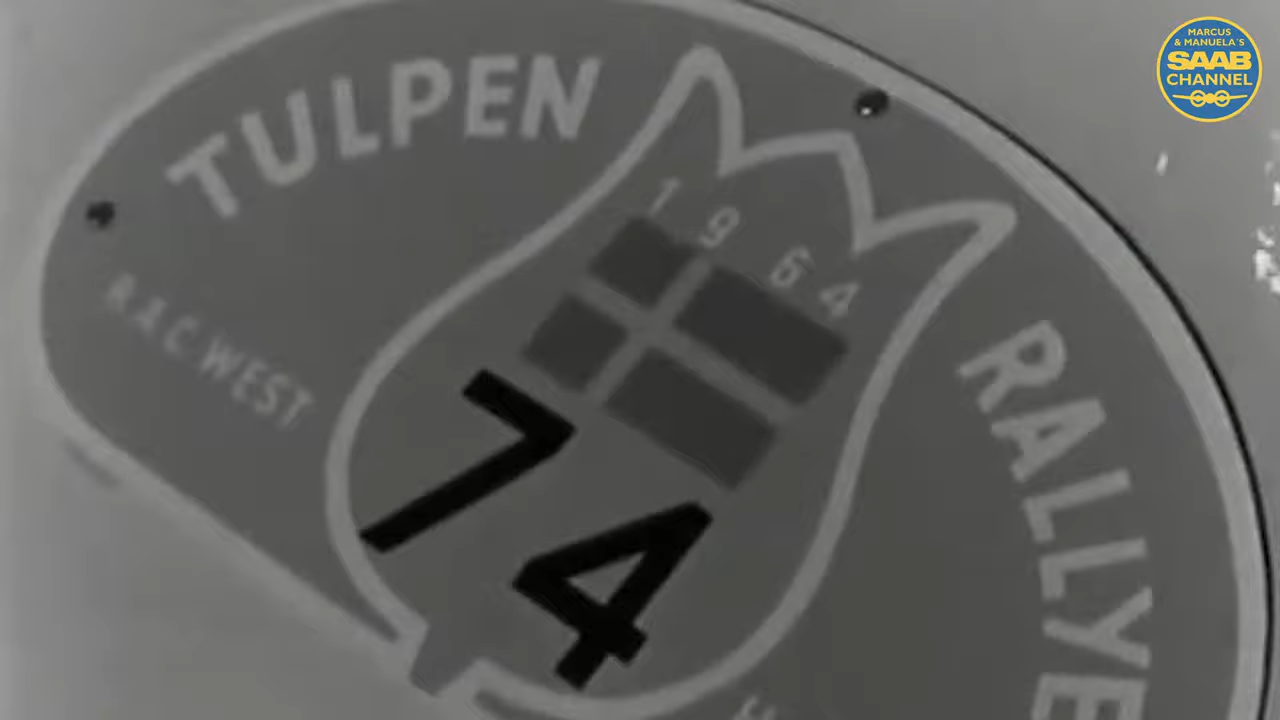 TULPEN
RALLYE
1964
R.A.C. WEST
74
MARCUS
& MANUELA'S
SAAB
CHANNEL